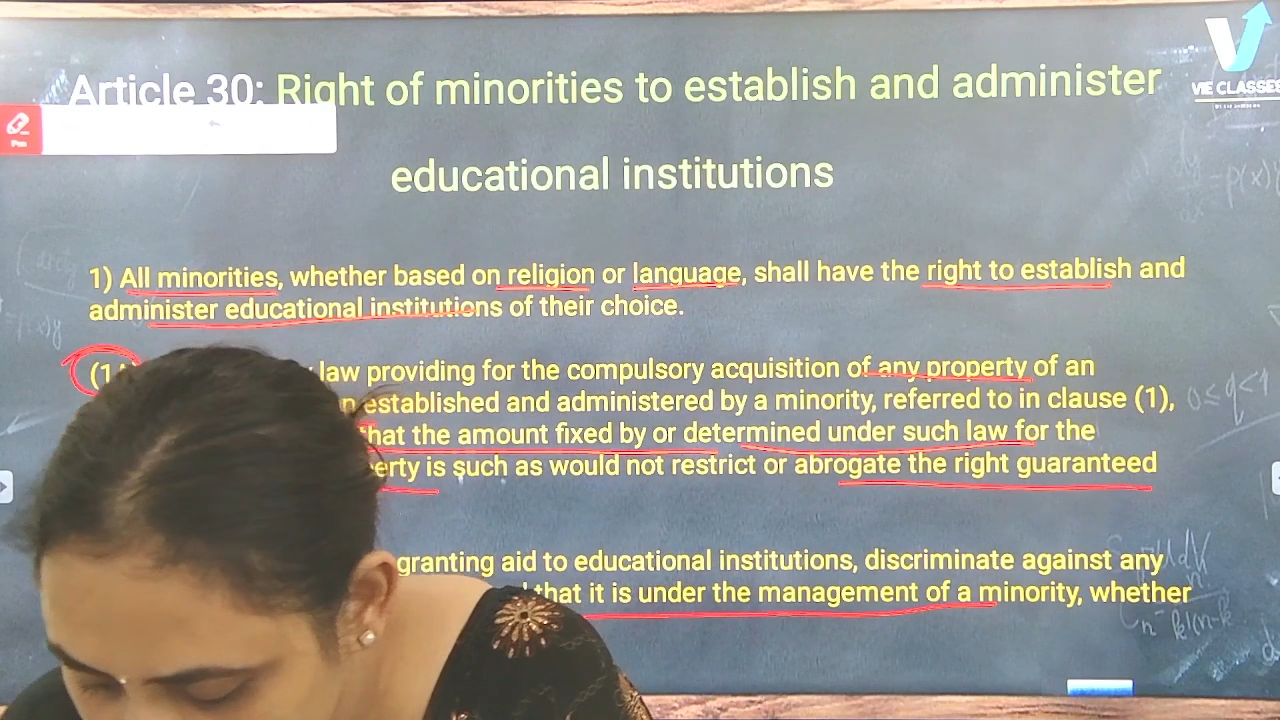 Article 30: Right of minorities to establish and administer
VIE CLASSES
Pen
educational institutions
1) All minorities, whether based on religion or language, shall have the right to establish and
administer educational institutions of their choice.
(1A law providing for the compulsory acquisition of any property of an
established and administered by a minority, referred to in clause (1),
that the amount fixed by or determined under such law for the
is such as would not restrict or abrogate the right guaranteed
granting aid to educational institutions, discriminate against any
that it is under the management of a minority, whether